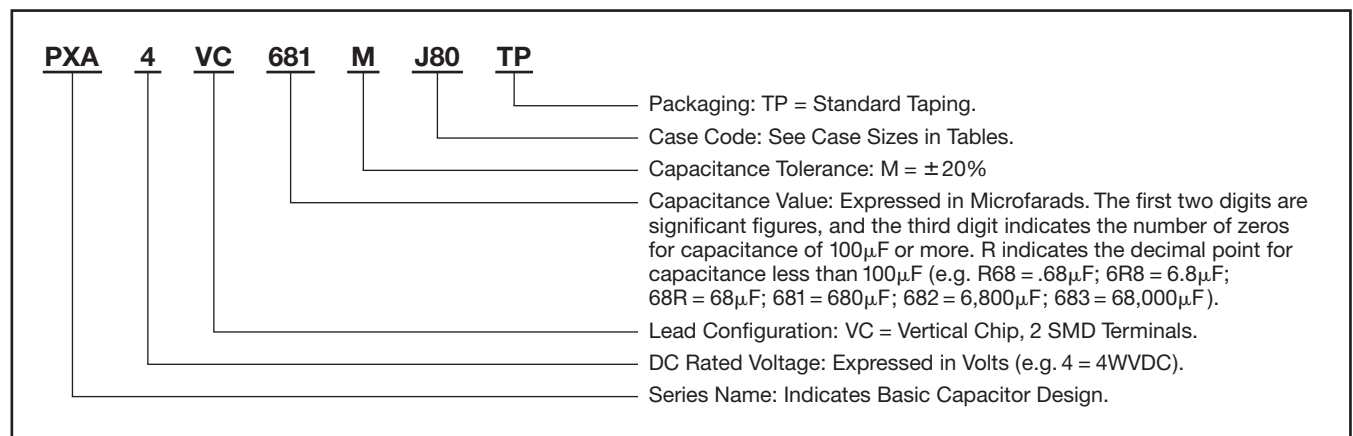 PXA 4 VC 681 M J80 TP
Packaging: TP = Standard Taping.
Case Code: See Case Sizes in Tables.
Capacitance Tolerance: M = ±20%
Capacitance Value: Expressed in Microfarads. The first two digits are
significant figures, and the third digit indicates the number of zeros
for capacitance of 100µF or more. R indicates the decimal point for
capacitance less than 100µF (e.g. R68 = .68µF; 6R8 = 6.8µF;
68R = 68µF; 681 = 680µF; 682 = 6,800µF; 683 = 68,000µF).
Lead Configuration: VC = Vertical Chip, 2 SMD Terminals.
DC Rated Voltage: Expressed in Volts (e.g. 4 = 4WVDC).
Series Name: Indicates Basic Capacitor Design.